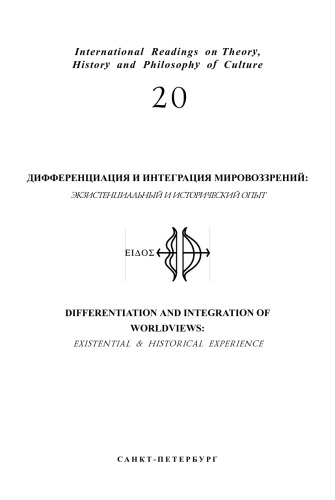 International Readings on Theory,
History and Philosophy of Culture
20
ДИФФЕРЕНЦИАЦИЯ И ИНТЕГРАЦИЯ МИРОВОЗЗРЕНИЙ:
ЭКЗИСТЕНЦИАЛЬНЫЙ И ИСТОРИЧЕСКИЙ ОПЫТ
ΕΙΔΟΣ
DIFFERENTIATION AND INTEGRATION OF
WORLDVIEWS:
EXISTENTIAL & HISTORICAL EXPERIENCE
САНКТ-ПЕТЕРБУРГ